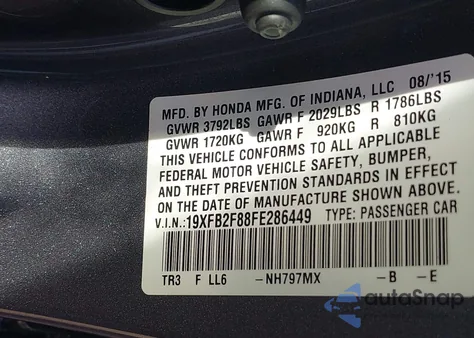 MFD. BY HONDA MFG. OF INDIANA, LLC 08/'15
GVWR 3792LBS GAWR F 2029LBS R 1786LBS
GVWR 1720KG GAWR F 920KG R 810KG
THIS VEHICLE CONFORMS TO ALL APPLICABLE
FEDERAL MOTOR VEHICLE SAFETY, BUMPER,
AND THEFT PREVENTION STANDARDS IN EFFECT
ON THE DATE OF MANUFACTURE SHOWN ABOVE.
V.I.N.:19XFB2F88FE286449 TYPE: PASSENGER CAR
TR3 F LL6 -NH797MX -B -E
autoSnap